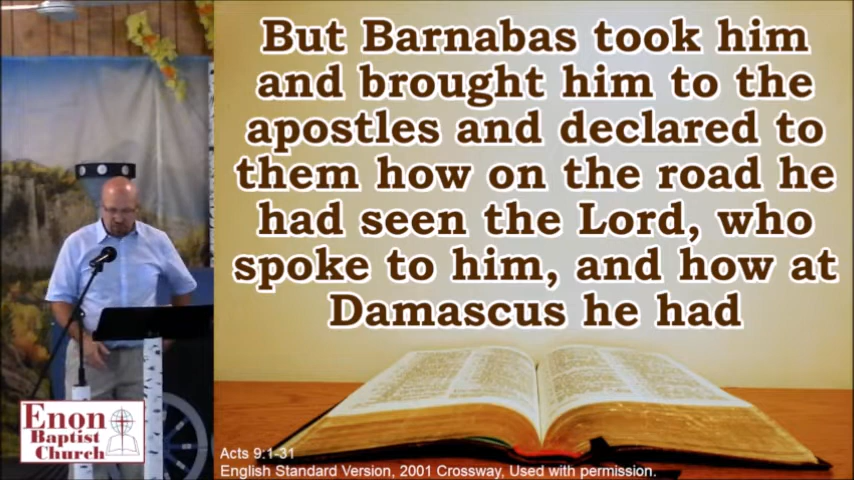 But Barnabas took him
and brought him to the
apostles and declared to
them how on the road he
had seen the Lord, who
spoke to him, and how at
Damascus he had
Enon
Baptist
Church
Acts 9:1-31
English Standard Version, 2001 Crossway, Used with permission.